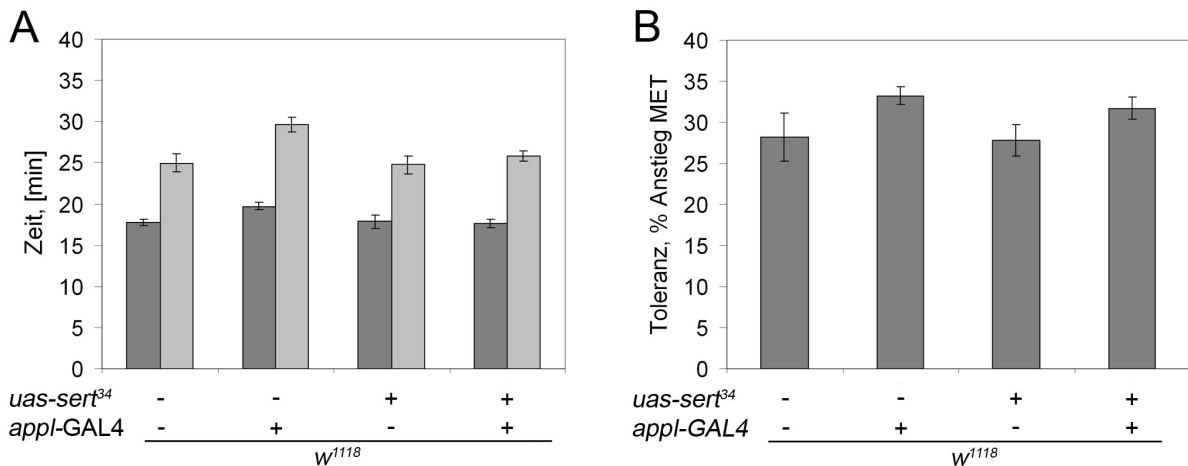 A
Zeit, [min]
40
35
30
25
20
15
10
5
0
uas-sert³⁴ - - + +
appl-GAL4 - + - +
w¹¹¹⁸
B
Toleranz, % Anstieg MET
40
35
30
25
20
15
10
5
0
uas-sert³⁴ - - + +
appl-GAL4 - + - +
w¹¹¹⁸